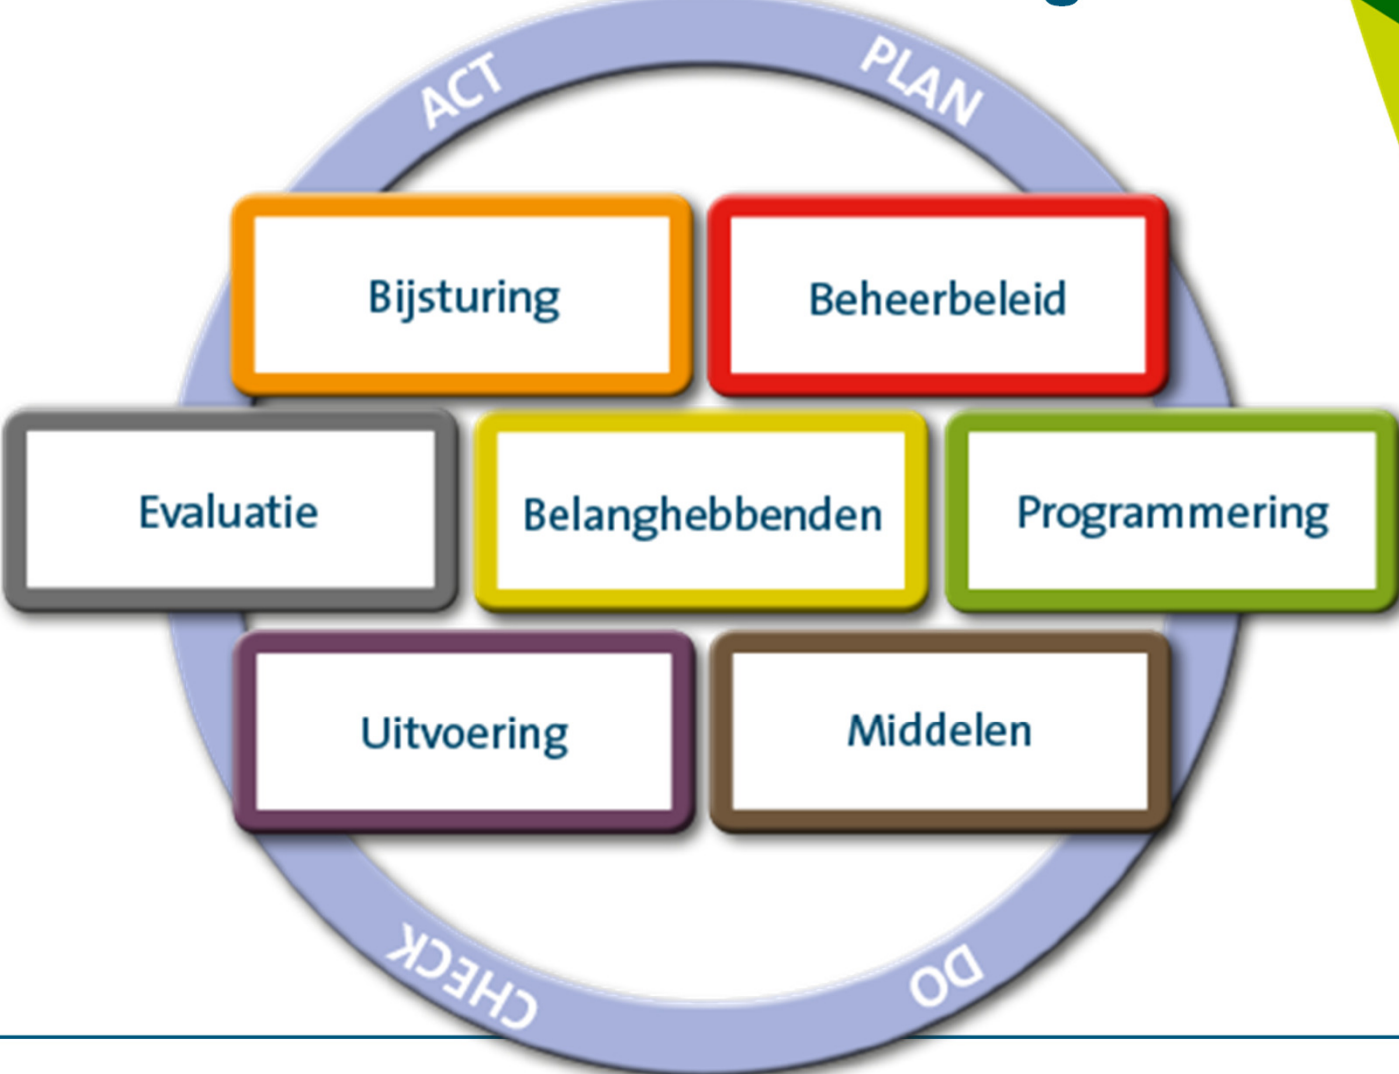 ACT
PLAN
Bijsturing
Beheerbeleid
Evaluatie
Belanghebbenden
Programmering
Uitvoering
Middelen
CHECK
DO